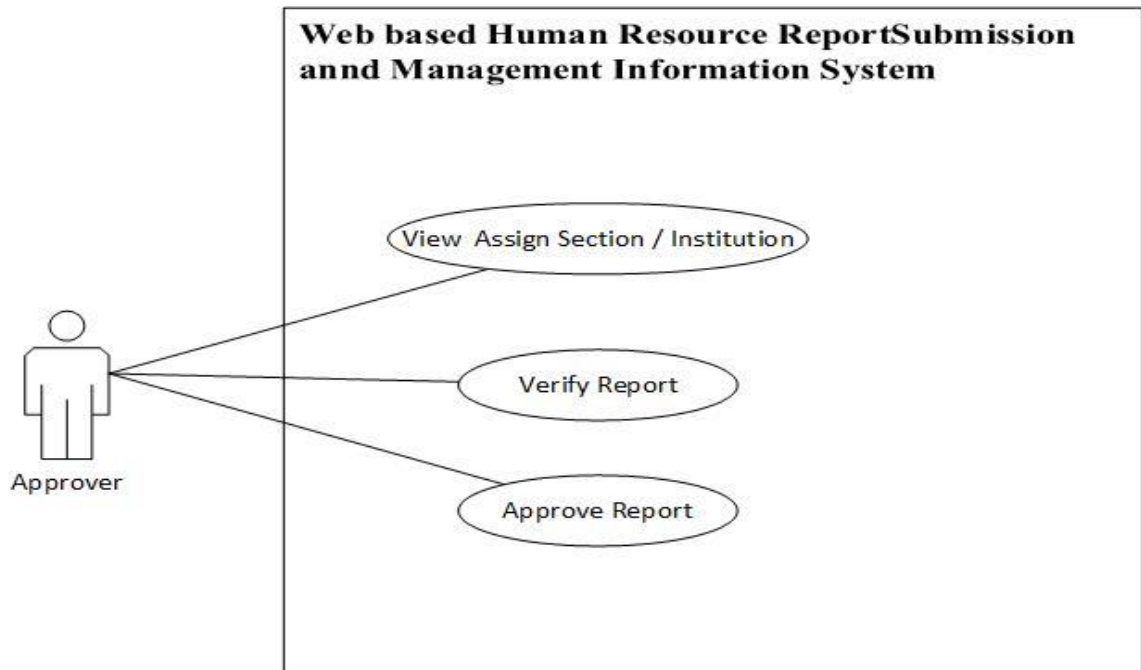 Web based Human Resource ReportSubmission
annd Management Information System
View Assign Section / Institution
Verify Report
Approver
Approve Report